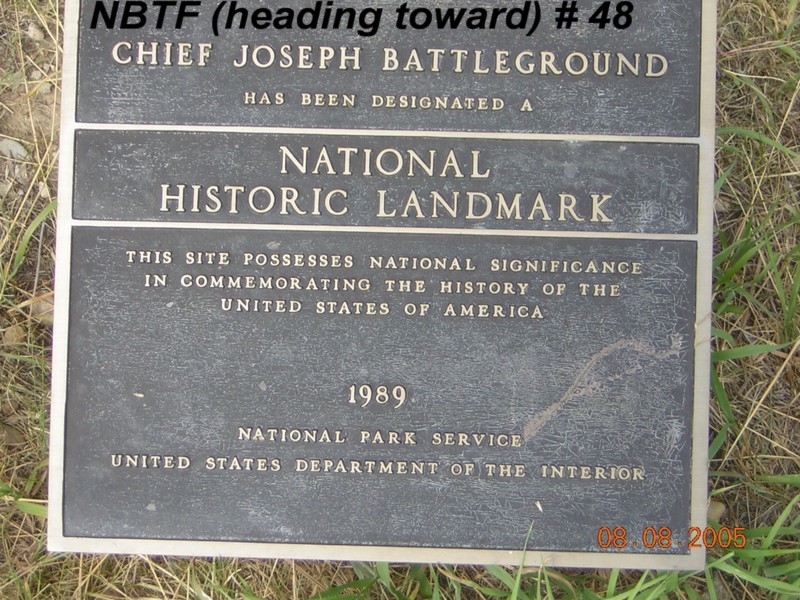 NBTF (heading toward) # 48
CHIEF JOSEPH BATTLEGROUND
HAS BEEN DESIGNATED A
NATIONAL
HISTORIC LANDMARK
THIS SITE POSSESSES NATIONAL SIGNIFICANCE
IN COMMEMORATING THE HISTORY OF THE
UNITED STATES OF AMERICA
1989
NATIONAL PARK SERVICE
UNITED STATES DEPARTMENT OF THE INTERIOR
08.08.2005